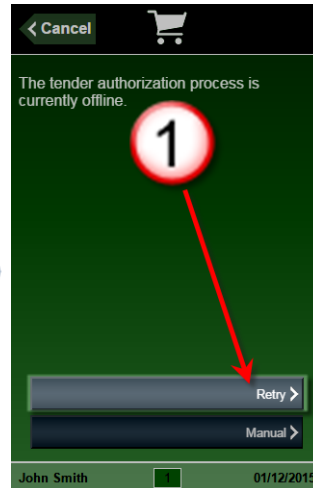 Cancel
The tender authorization process is
currently offline.
1
Retry
Manual
John Smith 1 01/12/2015